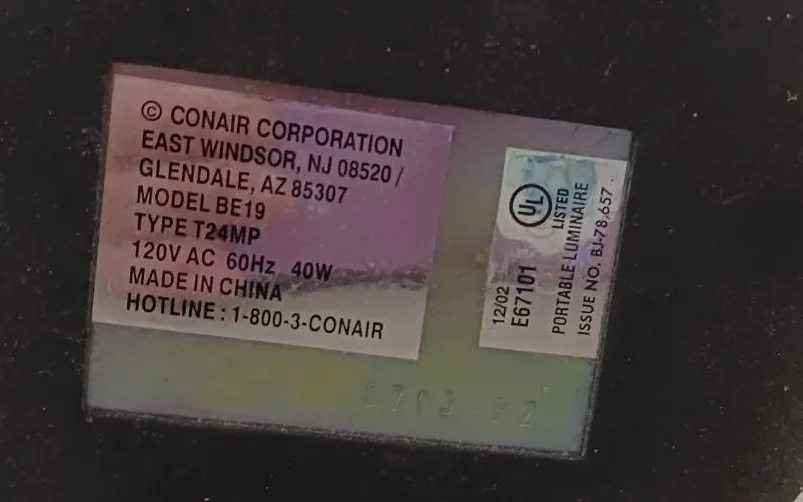 © CONAIR CORPORATION
EAST WINDSOR, NJ 08520 /
GLENDALE, AZ 85307
MODEL BE19
TYPE T24MP
120V AC 60Hz 40W
MADE IN CHINA
HOTLINE : 1-800-3-CONAIR
UL LISTED
12/02 E67101
PORTABLE LUMINAIRE
ISSUE NO. BJ-78,657